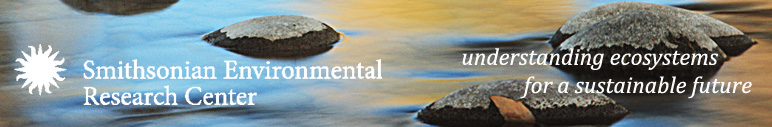 Smithsonian Environmental
Research Center
understanding ecosystems
for a sustainable future